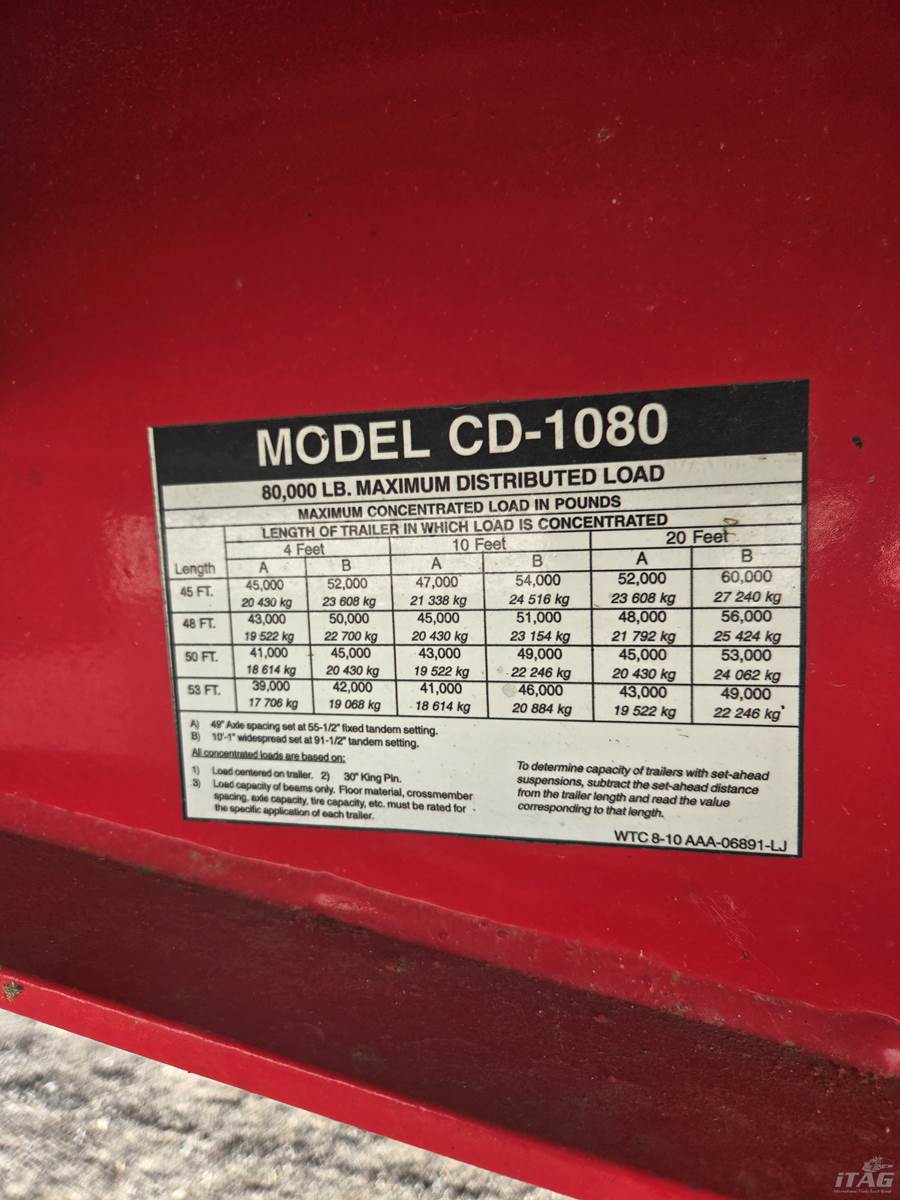 MODEL CD-1080
80,000 LB. MAXIMUM DISTRIBUTED LOAD
MAXIMUM CONCENTRATED LOAD IN POUNDS
LENGTH OF TRAILER IN WHICH LOAD IS CONCENTRATED
4 Feet 10 Feet 20 Feet
Length A B A B A B
45 FT. 45,000 52,000 47,000 54,000 52,000 60,000
20 430 kg 23 608 kg 21 338 kg 24 516 kg 23 608 kg 27 240 kg
48 FT. 43,000 50,000 45,000 51,000 48,000 56,000
19 522 kg 22 700 kg 20 430 kg 23 154 kg 21 792 kg 25 424 kg
50 FT. 41,000 45,000 43,000 49,000 45,000 53,000
18 614 kg 20 430 kg 19 522 kg 22 246 kg 20 430 kg 24 062 kg
53 FT. 39,000 42,000 41,000 46,000 43,000 49,000
17 706 kg 19 068 kg 18 614 kg 20 884 kg 19 522 kg 22 246 kg
A) 49" Axle spacing set at 55-1/2" fixed tandem setting.
B) 10'-1" widespread set at 91-1/2" tandem setting.
All concentrated loads are based on:
1) Load centered on trailer. 2) 30" King Pin.
3) Load capacity of beams only. Floor material, crossmember
spacing, axle capacity, tire capacity, etc. must be rated for
the specific application of each trailer.
To determine capacity of trailers with set-ahead
suspensions, subtract the set-ahead distance
from the trailer length and read the value
corresponding to that length.
WTC 8-10 AAA-06891-LJ
iTAG